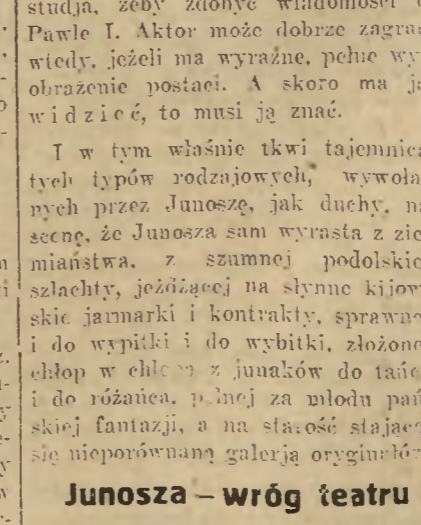 studja, żeby zdobyć wiadomości
Pawle I. Aktor może dobrze zagrać
wtedy, jeżeli ma wyraźne, pełne wy-
obrażenie postaci. A skoro ma ją
widzieć, to musi ją znać.
I w tym właśnie tkwi tajemnica
tych typów rodzajowych, wywoła-
nych przez Junoszę, jak duchy, na
scenę, że Junosza sam wyrasta z zie-
miaństwa, z szumnej podolskie
szlachty, jeżdżącej na słynne kijow-
skie jarmarki i kontrakty, sprawne
i do wypitki i do wybitki, złożone
chłop w chłopa z junaków do tańc
i do różańca, pełnej za młodu pań
skiej fantazji, a na starość stające
się nieporównaną galerją oryginałów
Junosza – wróg teatru